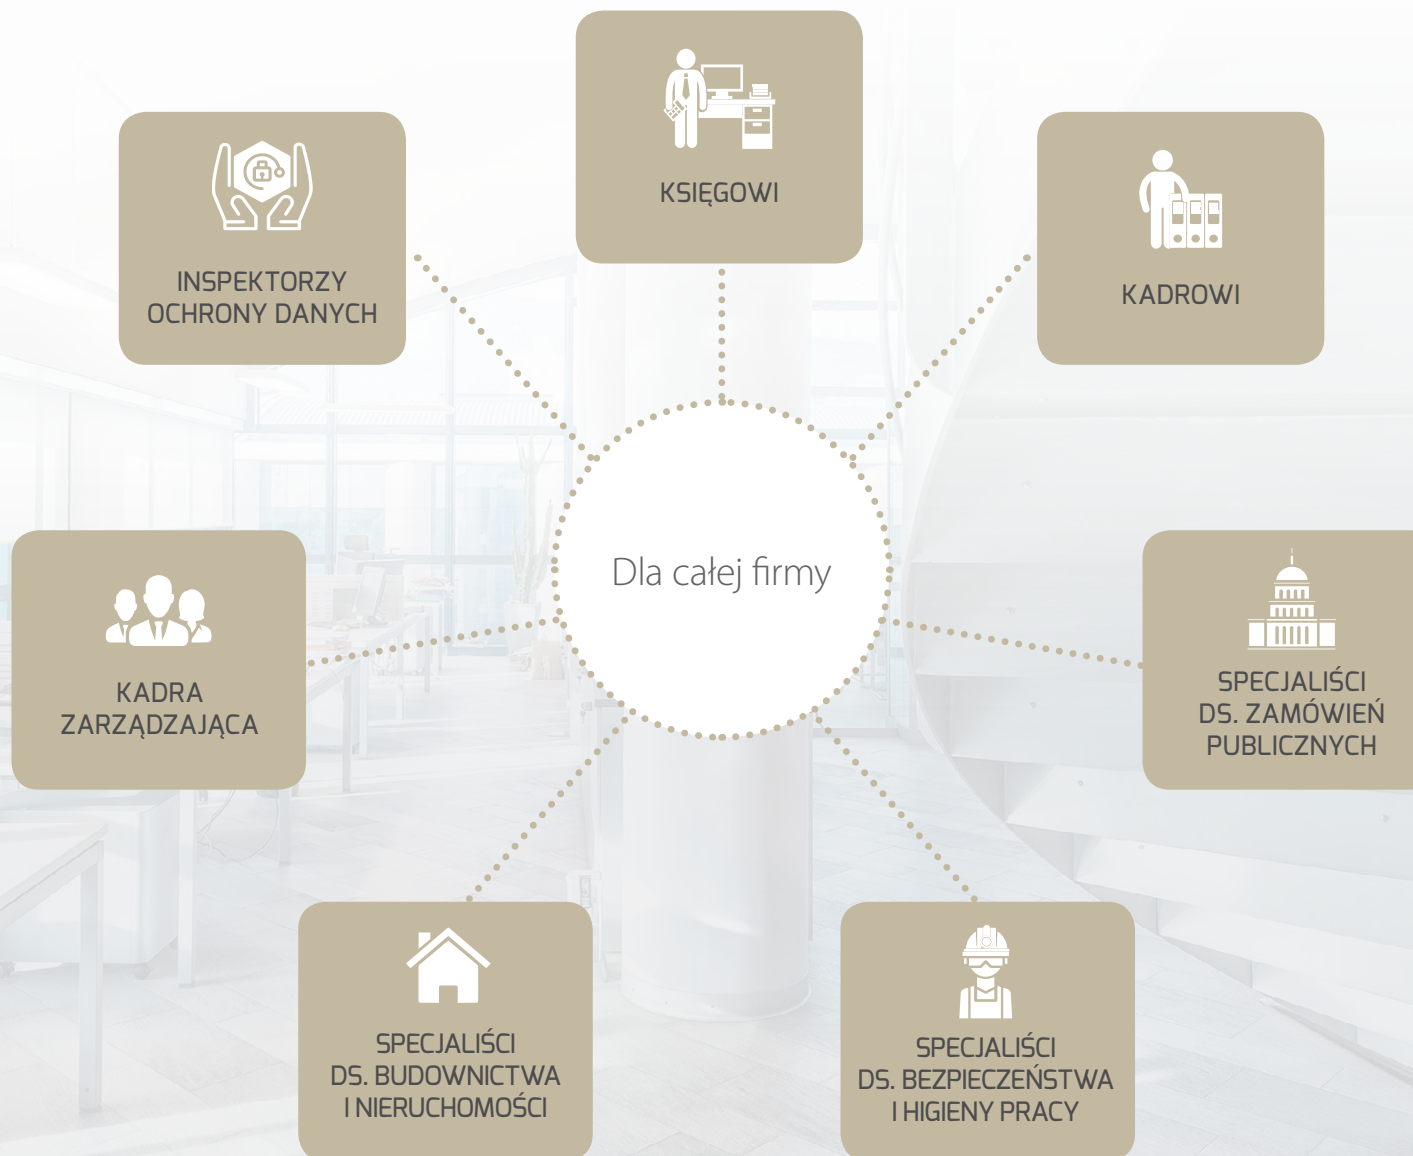 KSIĘGOWI
INSPEKTORZY
OCHRONY DANYCH
KADROWI
Dla całej firmy
KADRA
ZARZĄDZAJĄCA
SPECJALIŚCI
DS. ZAMÓWIEŃ
PUBLICZNYCH
SPECJALIŚCI
DS. BUDOWNICTWA
I NIERUCHOMOŚCI
SPECJALIŚCI
DS. BEZPIECZEŃSTWA
I HIGIENY PRACY